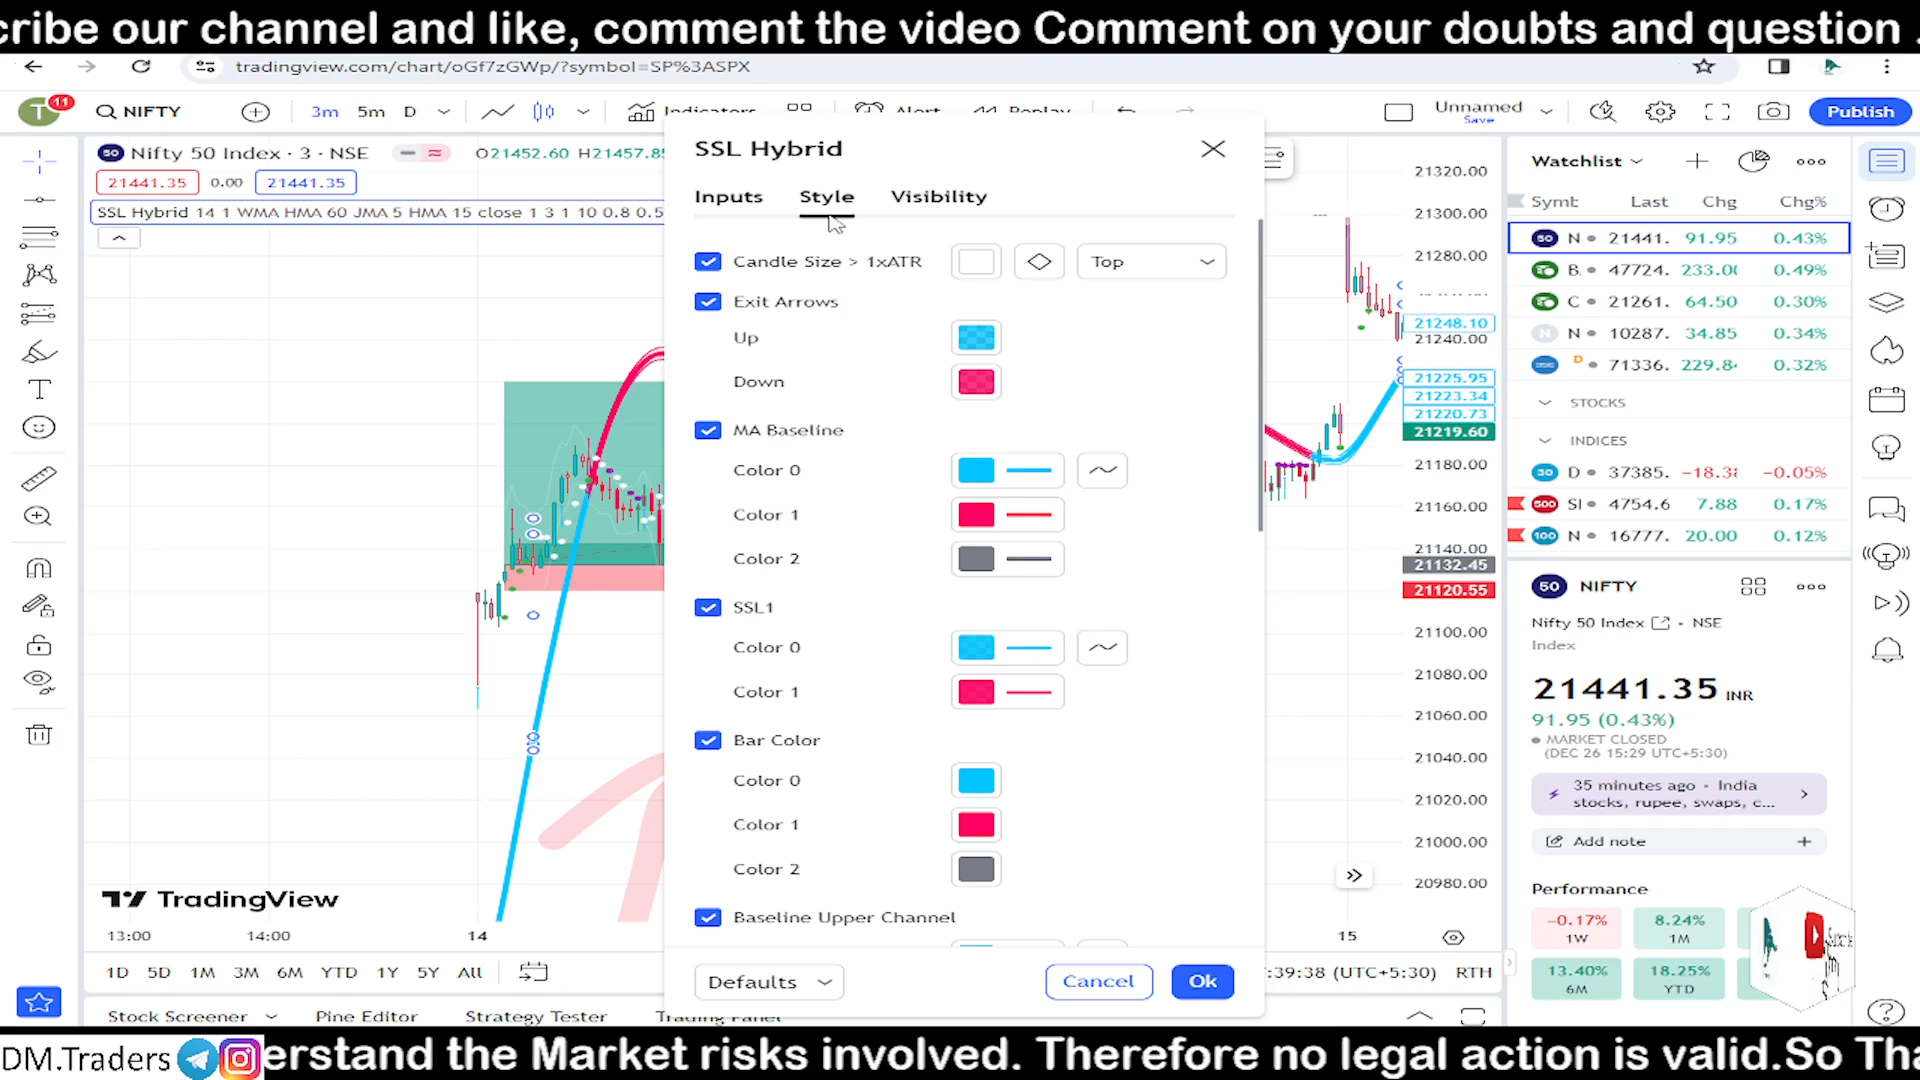 cribe our channel and like, comment the video Comment on your doubts and question .
tradingview.com/chart/oGf7zGWp/?symbol=SP%3ASPX
T 11 NIFTY 3m 5m D Indicators Alert Replay Unnamed Save Publish
50 Nifty 50 Index · 3 · NSE O21452.60 H21457.85
21441.35 0.00 21441.35
SSL Hybrid 14 1 WMA HMA 60 JMA 5 HMA 15 close 1 3 1 10 0.8 0.5
SSL Hybrid
Inputs Style Visibility
Candle Size > 1xATR Top
Exit Arrows
Up
Down
MA Baseline
Color 0
Color 1
Color 2
SSL1
Color 0
Color 1
Bar Color
Color 0
Color 1
Color 2
Baseline Upper Channel
Defaults Cancel Ok
21320.00
21300.00
21280.00
21248.10
21240.00
21225.95
21223.34
21220.73
21219.60
21180.00
21160.00
21140.00
21132.45
21120.55
21100.00
21080.00
21060.00
21040.00
21020.00
21000.00
20980.00
Watchlist
Symb Last Chg Chg%
50 N 21441. 91.95 0.43%
B. 47724. 233.0 0.49%
C 21261. 64.50 0.30%
N N 10287. 34.85 0.34%
D 71336. 229.8 0.32%
STOCKS
INDICES
30 D 37385. −18.3 −0.05%
500 SI 4754.6 7.88 0.17%
100 N 16777. 20.00 0.12%
50 NIFTY
Nifty 50 Index · NSE
Index
21441.35 INR
91.95 (0.43%)
MARKET CLOSED
(DEC 26 15:29 UTC+5:30)
35 minutes ago · India
stocks, rupee, swaps, c...
Add note
Performance
−0.17% 8.24%
1W 1M
13.40% 18.25%
6M YTD
TradingView
13:00 14:00 14 15
1D 5D 1M 3M 6M YTD 1Y 5Y All :39:38 (UTC+5:30) RTH
Stock Screener Pine Editor Strategy Tester Trading Panel
DM.Traders erstand the Market risks involved. Therefore no legal action is valid.So Tha